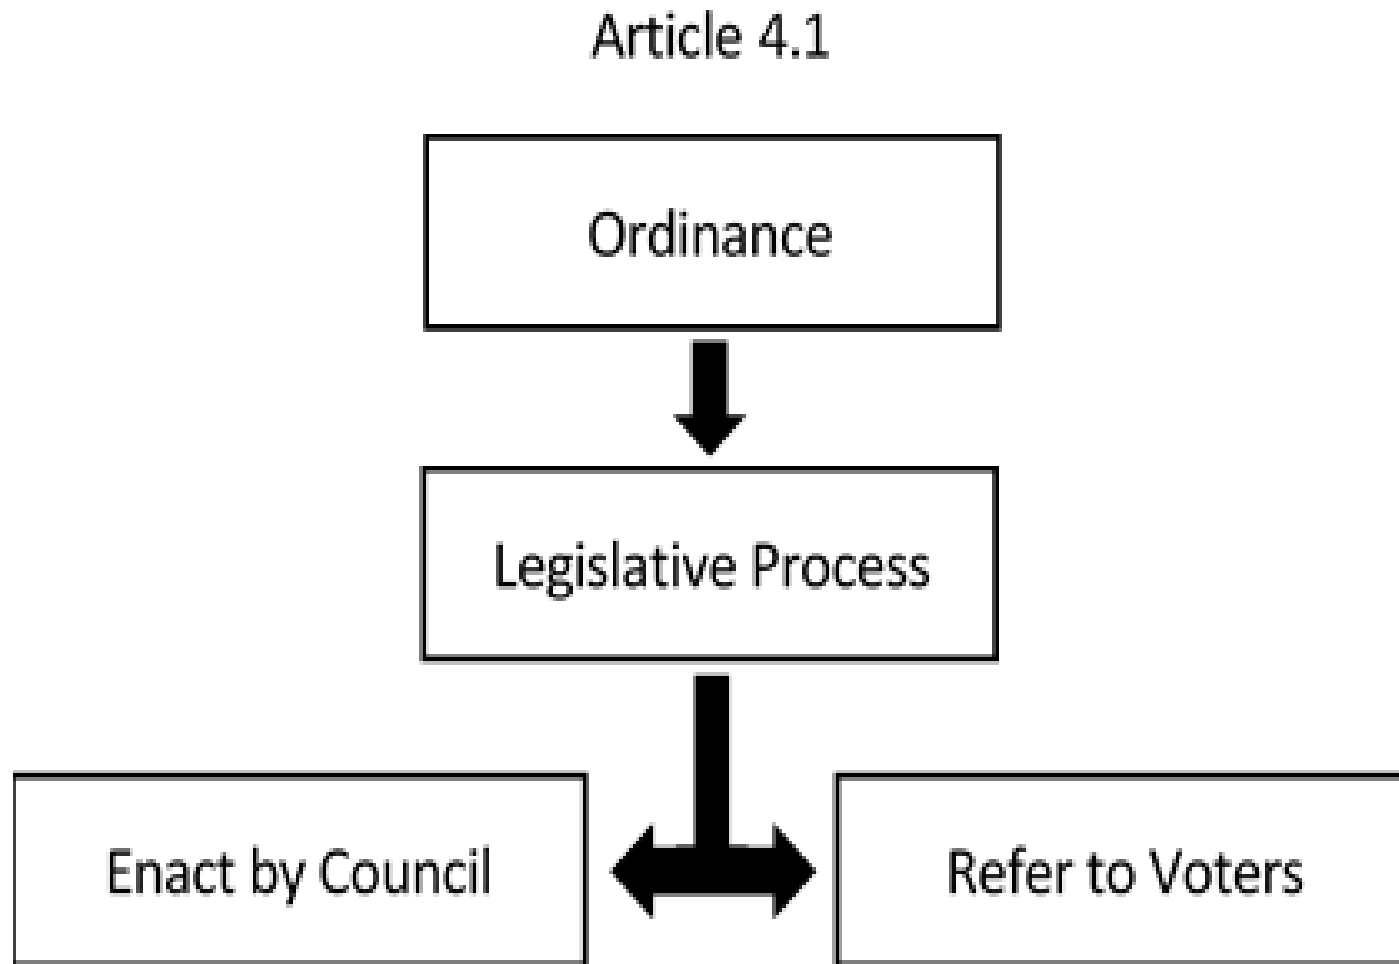 Article 4.1
Ordinance
Legislative Process
Enact by Council
Refer to Voters